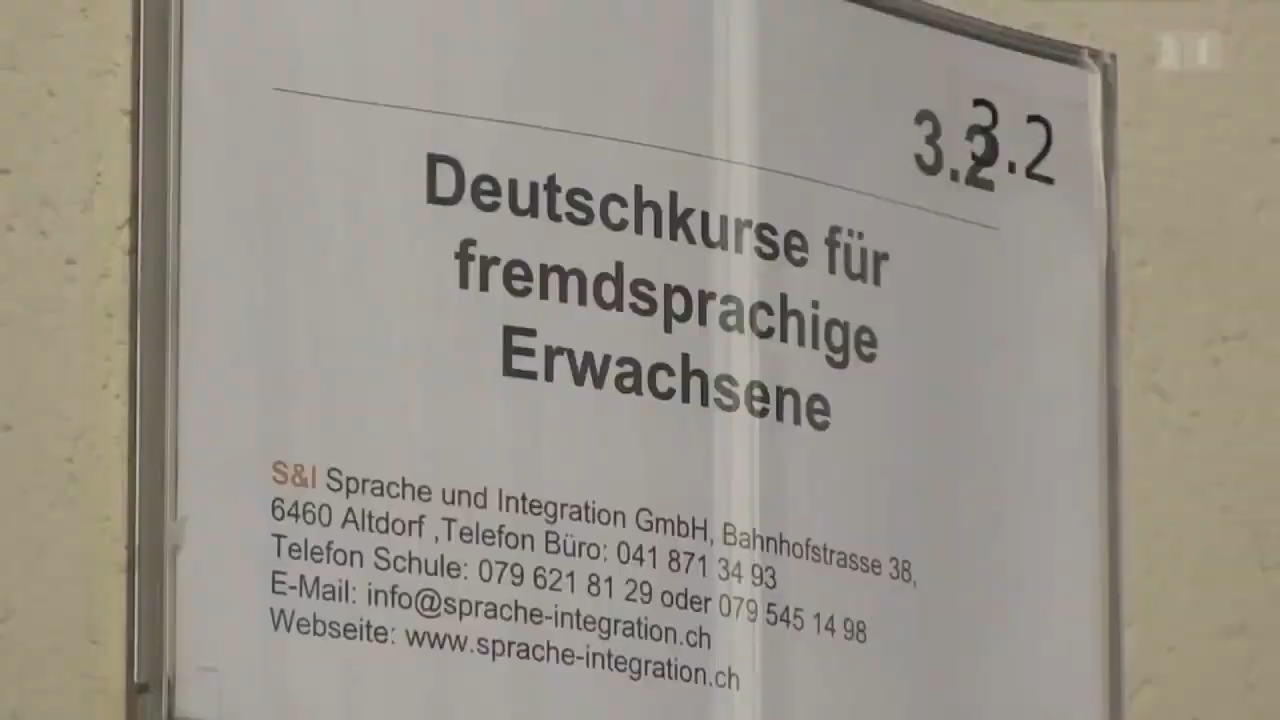 3.2
3.2
Deutschkurse für
fremdsprachige
Erwachsene
S&I Sprache und Integration GmbH, Bahnhofstrasse 38,
6460 Altdorf ,Telefon Büro: 041 871 34 93
Telefon Schule: 079 621 81 29 oder 079 545 14 98
E-Mail: info@sprache-integration.ch
Webseite: www.sprache-integration.ch